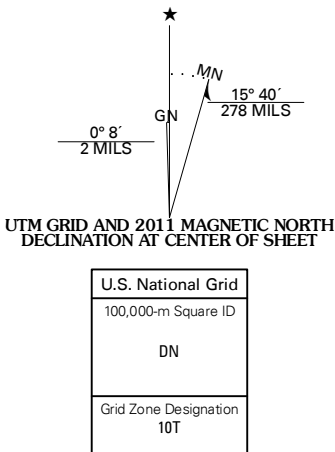 ★
MN
15° 40´
278 MILS
GN
0° 8´
2 MILS
UTM GRID AND 2011 MAGNETIC NORTH
DECLINATION AT CENTER OF SHEET
U.S. National Grid
100,000-m Square ID
DN
Grid Zone Designation
10T